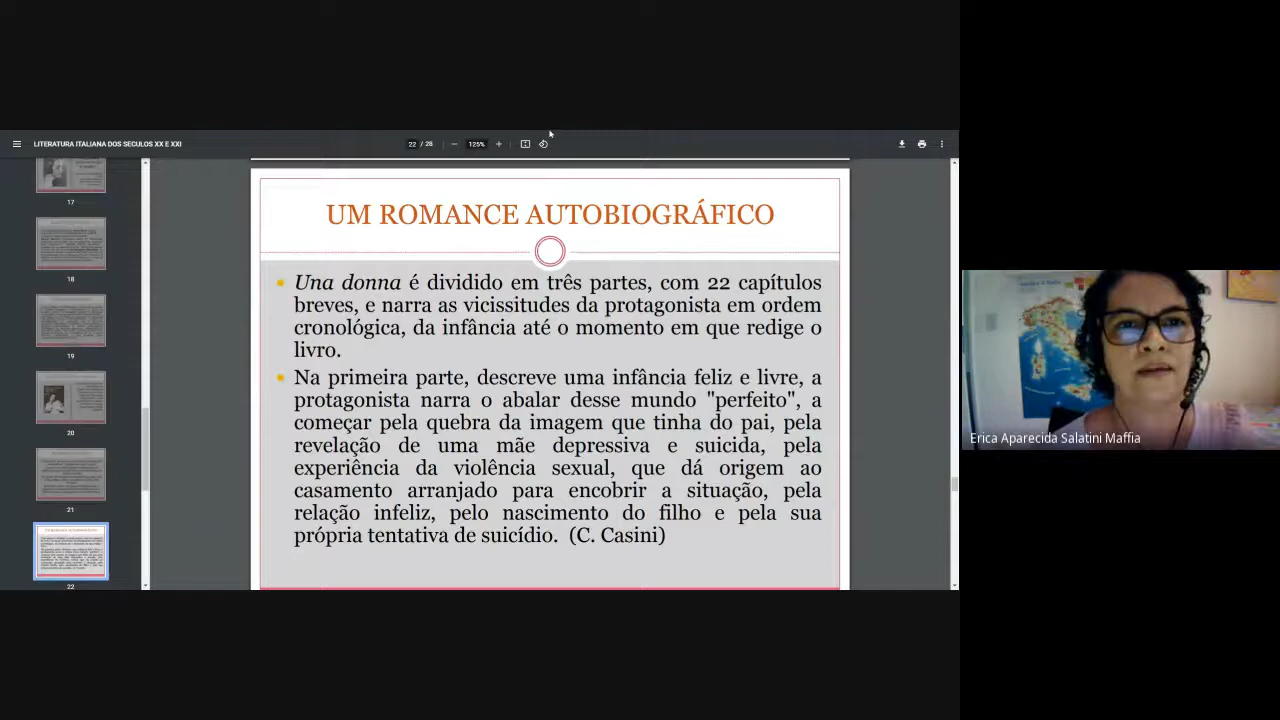 LITERATURA ITALIANA DOS SECULOS XX E XXI
22 / 28
125%
17
18
19
20
21
22
UM ROMANCE AUTOBIOGRÁFICO
Una donna é dividido em três partes, com 22 capítulos
breves, e narra as vicissitudes da protagonista em ordem
cronológica, da infância até o momento em que redige o
livro.
Na primeira parte, descreve uma infância feliz e livre, a
protagonista narra o abalar desse mundo "perfeito", a
começar pela quebra da imagem que tinha do pai, pela
revelação de uma mãe depressiva e suicida, pela
experiência da violência sexual, que dá origem ao
casamento arranjado para encobrir a situação, pela
relação infeliz, pelo nascimento do filho e pela sua
própria tentativa de suicídio. (C. Casini)
Erica Aparecida Salatini Maffia